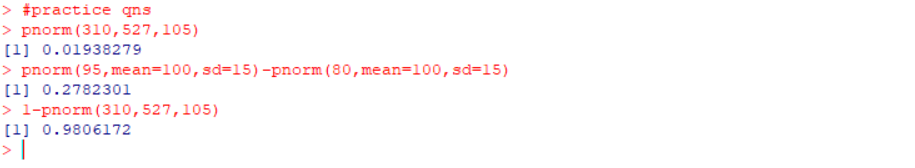 > #practice qns
> pnorm(310,527,105)
[1] 0.01938279
> pnorm(95,mean=100,sd=15)-pnorm(80,mean=100,sd=15)
[1] 0.2782301
> 1-pnorm(310,527,105)
[1] 0.9806172
>